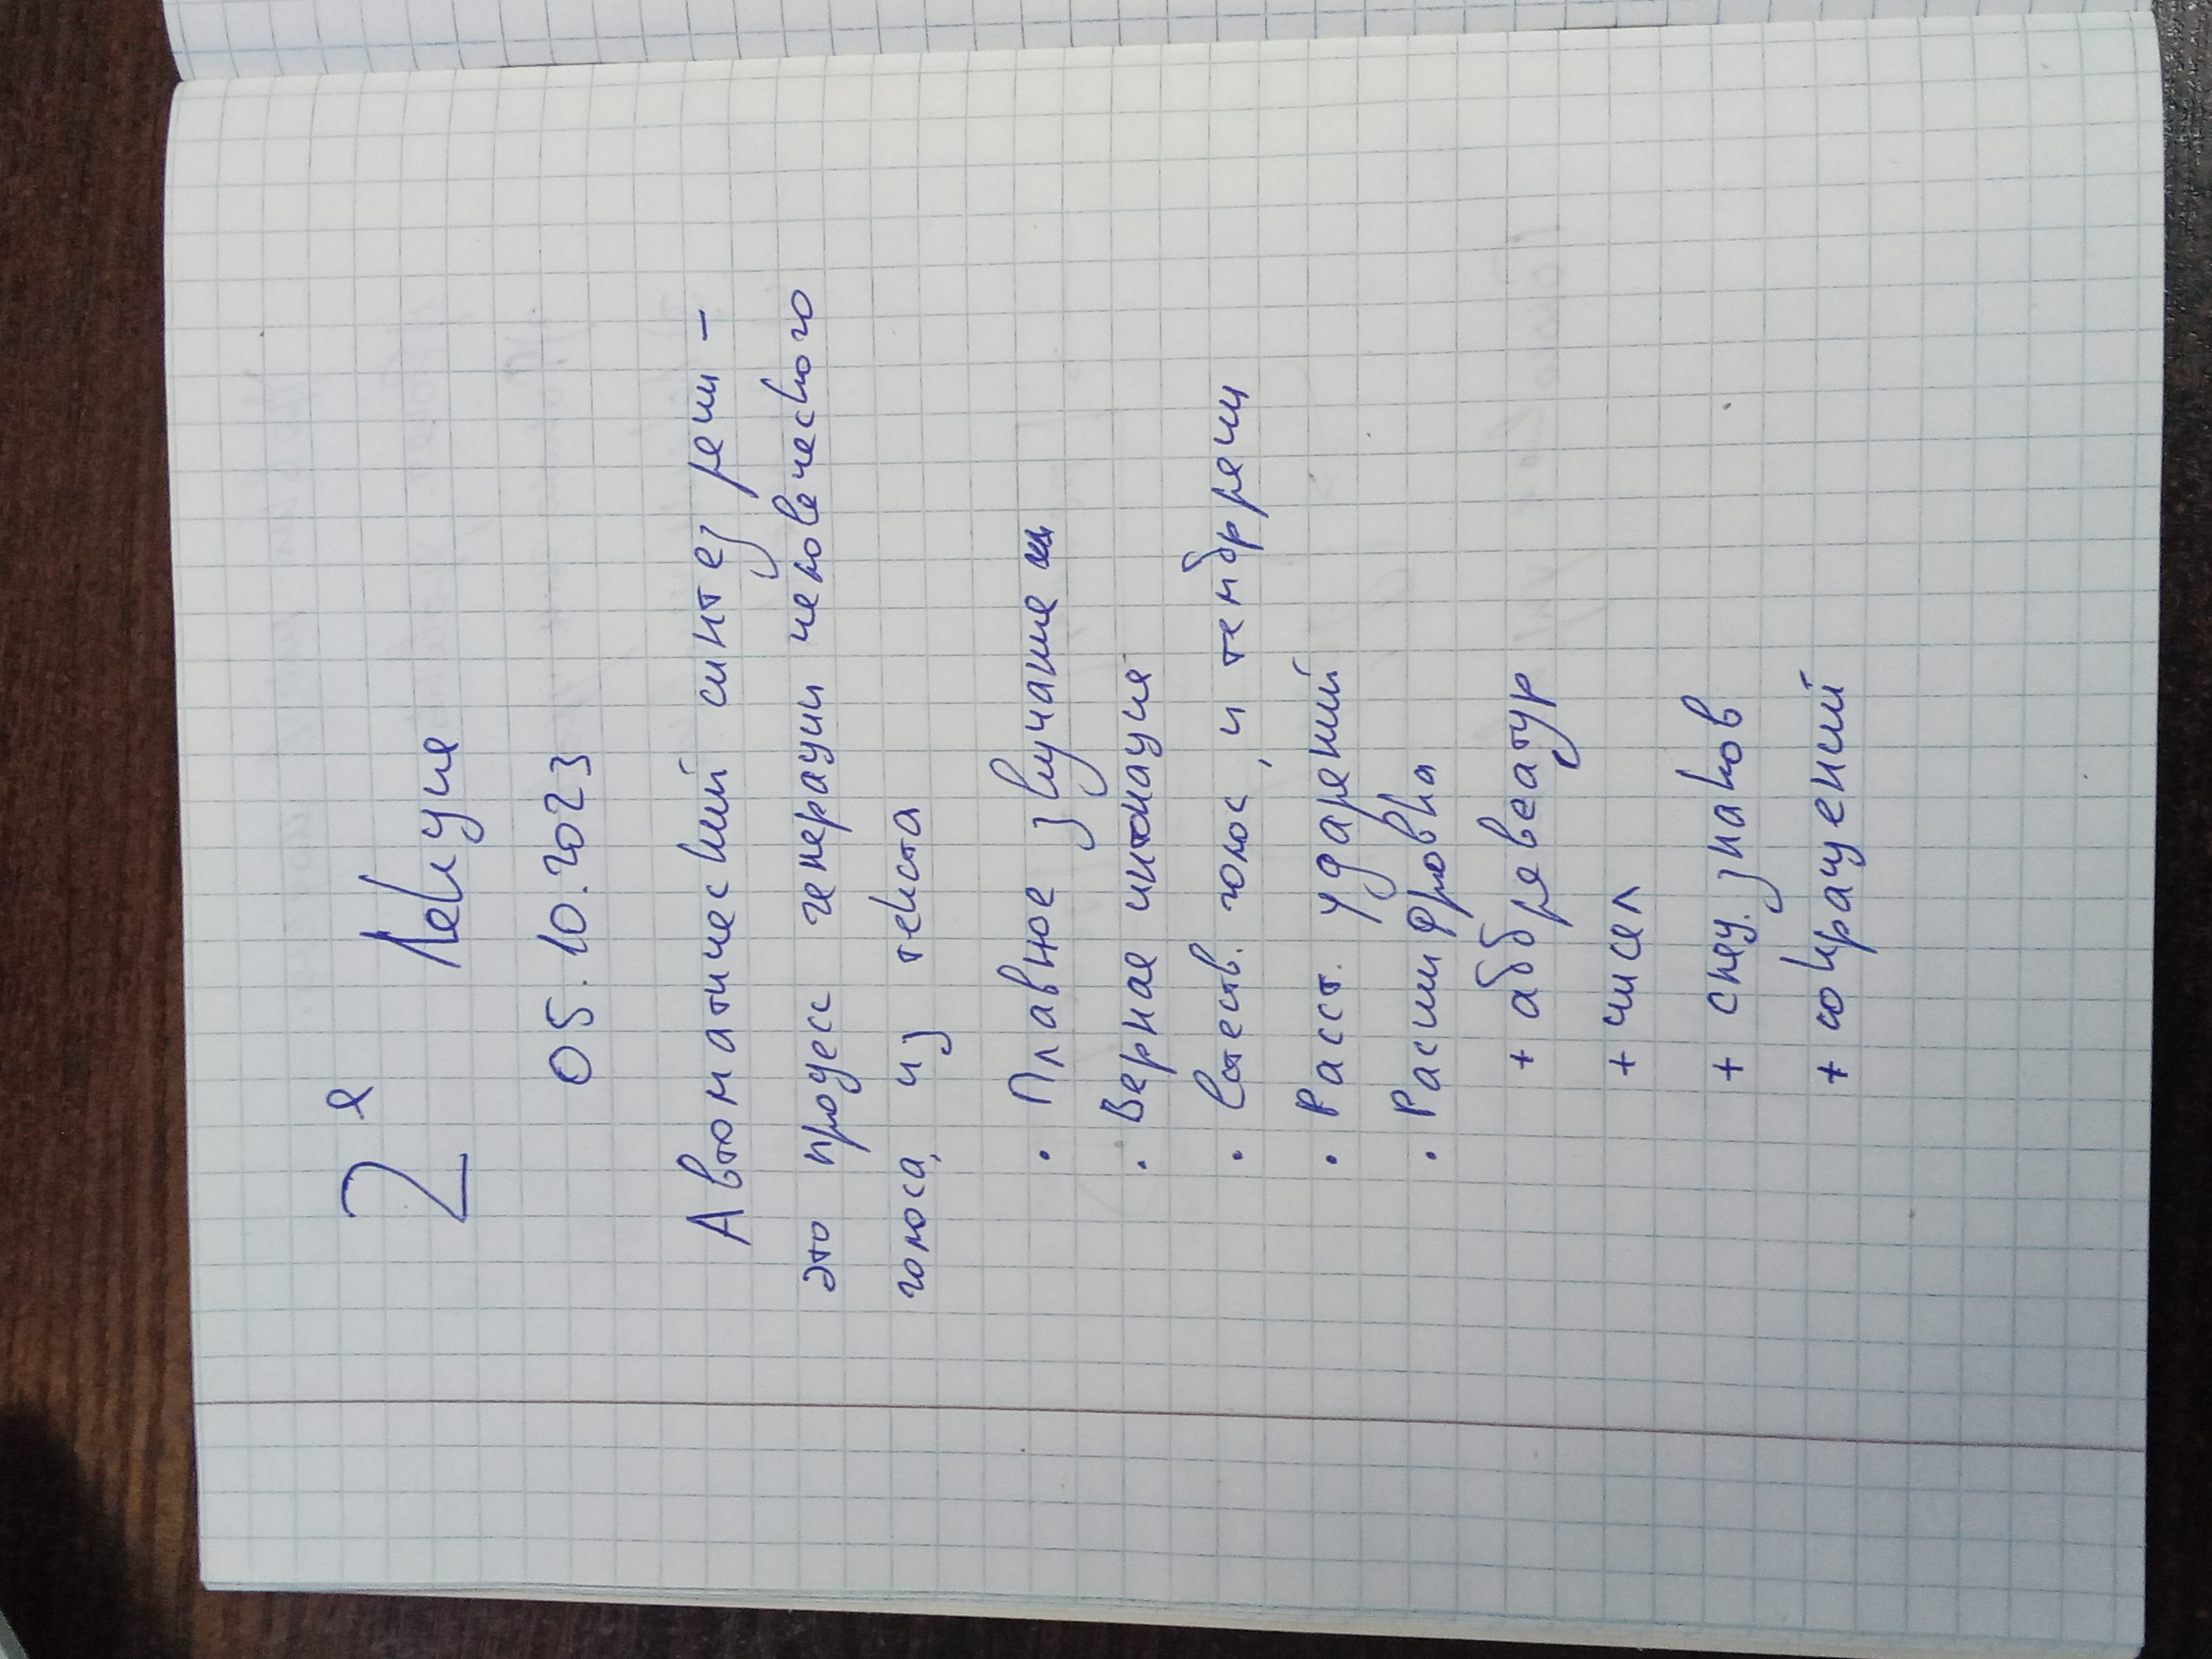 2я Лекция
05.10.2023
Автоматический синтез речи -
это процесс генерации человеческого
голоса, из текста
· Плавное звучание
· Верная интонация
· Естеств. голос, и тембр речи
· Расст. ударений
· Расшифровка
+ аббревеатур
+ чисел
+ спец. знаков
+ сокращений